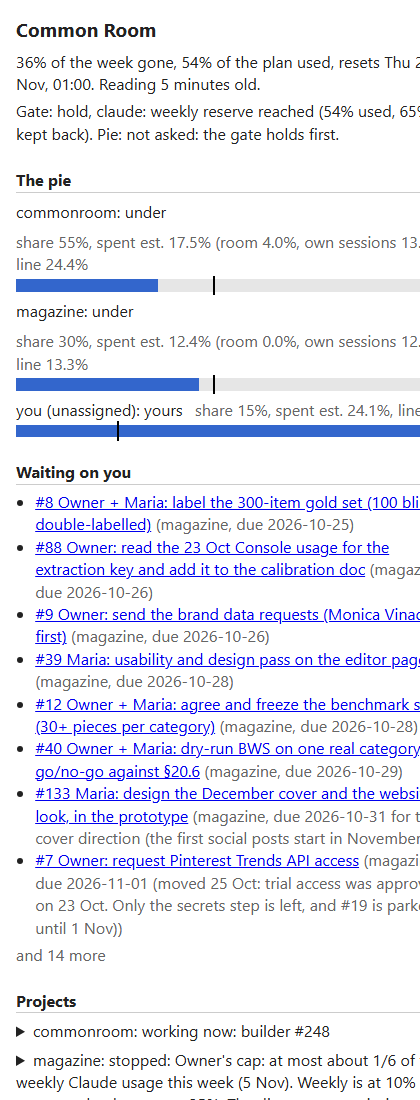 Common Room
36% of the week gone, 54% of the plan used, resets Thu
Nov, 01:00. Reading 5 minutes old.
Gate: hold, claude: weekly reserve reached (54% used,
kept back). Pie: not asked: the gate holds first.
The pie
commonroom: under
share 55%, spent est. 17.5% (room 4.0%, own sessions
line 24.4%
magazine: under
share 30%, spent est. 12.4% (room 0.0%, own sessions
line 13.3%
you (unassigned): yours share 15%, spent est. 24.1%, line
Waiting on you
#8 Owner + Maria: label the 300-item gold set (100
double-labelled) (magazine, due 2026-10-25)
#88 Owner: read the 23 Oct Console usage for the
extraction key and add it to the calibration doc
due 2026-10-26)
#9 Owner: send the brand data requests (Monica
first) (magazine, due 2026-10-26)
#39 Maria: usability and design pass on the editor
(magazine, due 2026-10-28)
#12 Owner + Maria: agree and freeze the benchmark
(30+ pieces per category) (magazine, due 2026-10-28)
#40 Owner + Maria: dry-run BWS on one real category
go/no-go against §20.6 (magazine, due 2026-10-29)
#133 Maria: design the December cover and the
look, in the prototype (magazine, due 2026-10-31 for
cover direction (the first social posts start in November
#7 Owner: request Pinterest Trends API access
due 2026-11-01 (moved 25 Oct: trial access was
on 23 Oct. Only the secrets step is left, and #19 is
until 1 Nov))
and 14 more
Projects
commonroom: working now: builder #248
magazine: stopped: Owner's cap: at most about 1/6 of
weekly Claude usage this week (5 Nov). Weekly is at 10%